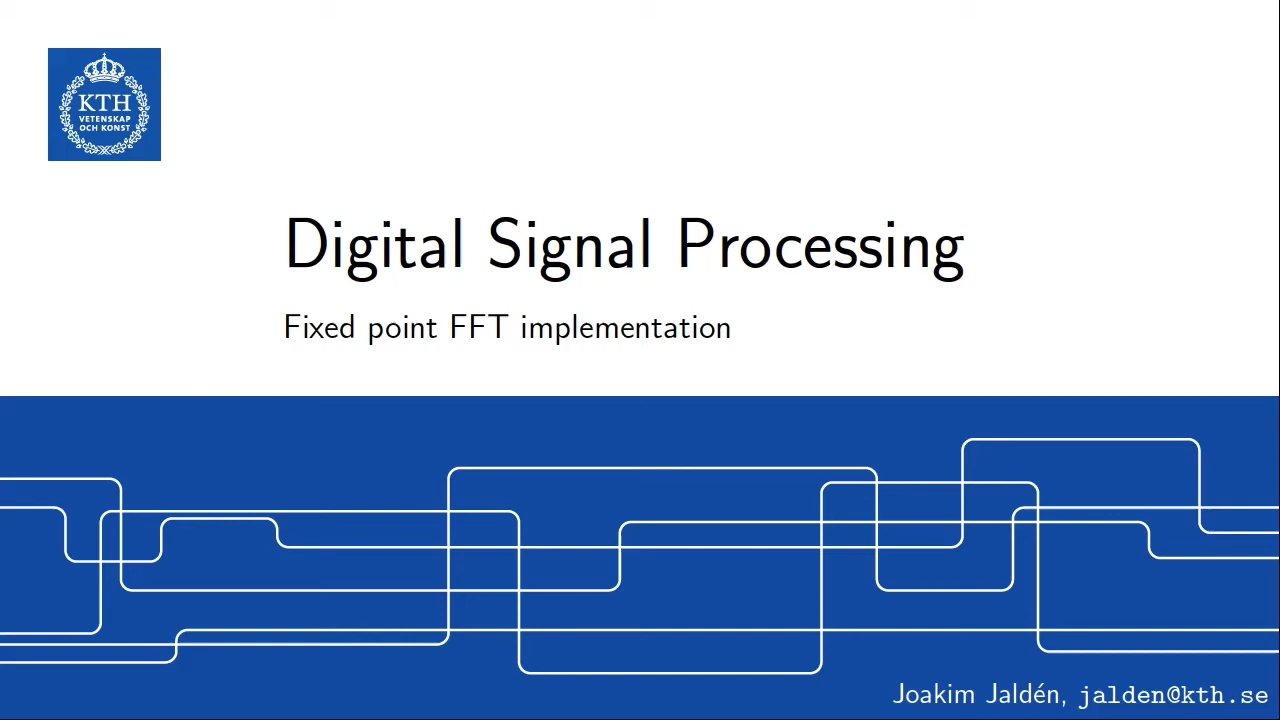 KTH
VETENSKAP
OCH KONST
Digital Signal Processing
Fixed point FFT implementation
Joakim Jaldén, jalden@kth.se